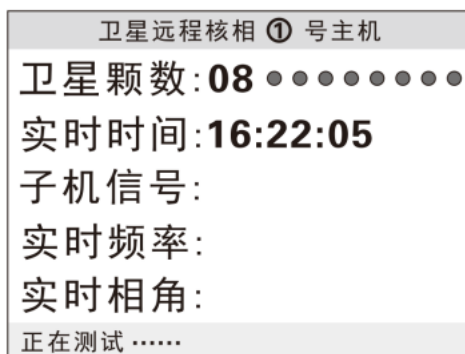 卫星远程核相 ① 号主机
卫星颗数:08 ●●●●●●●●
实时时间:16:22:05
子机信号:
实时频率:
实时相角:
正在测试 ······